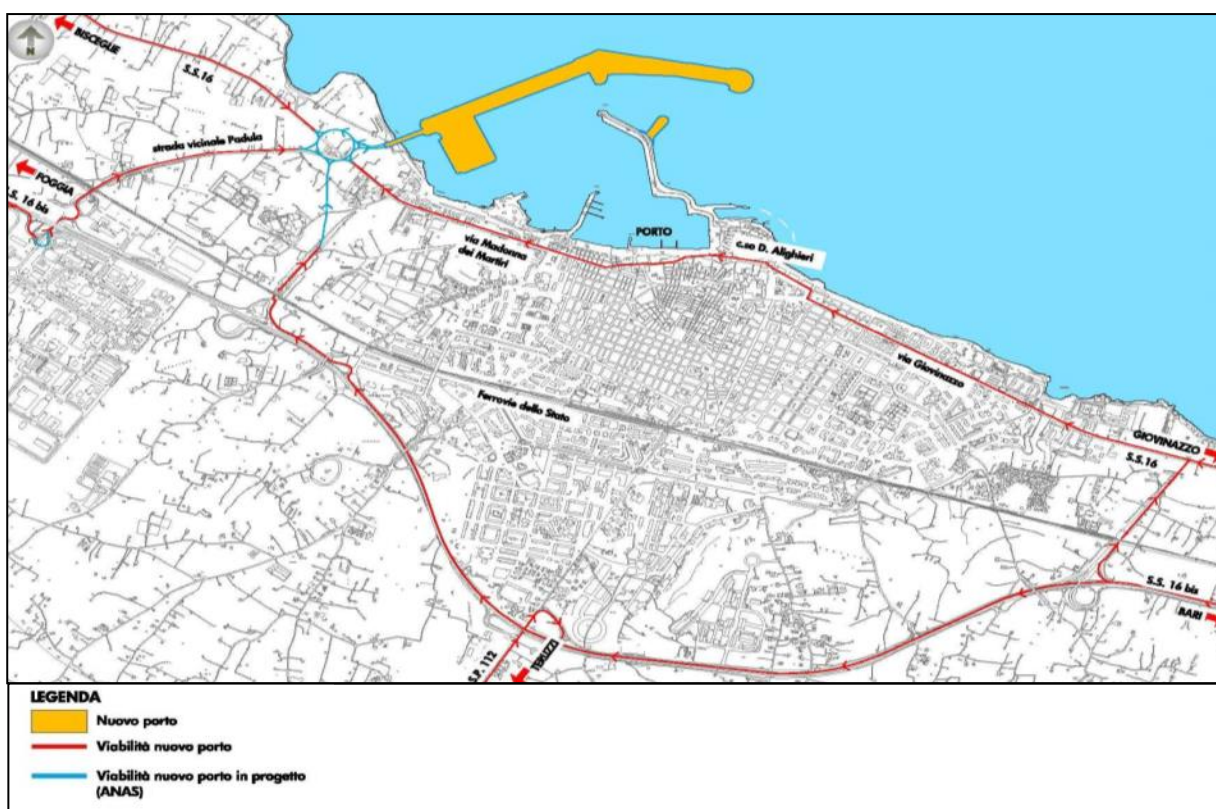 N
BISCEGLIE
S.S.16
strada vicinale Padula
FOGGIA
S.S. 16 bis
PORTO
c.so D. Alighieri
via Madonna
dei Martiri
via Giovinazzo
Ferrovie dello Stato
GIOVINAZZO
S.S.16
S.S. 16 bis
BARI
S.P. 112
TERUZZI
LEGENDA
Nuovo porto
Viabilità nuovo porto
Viabilità nuovo porto in progetto
(ANAS)